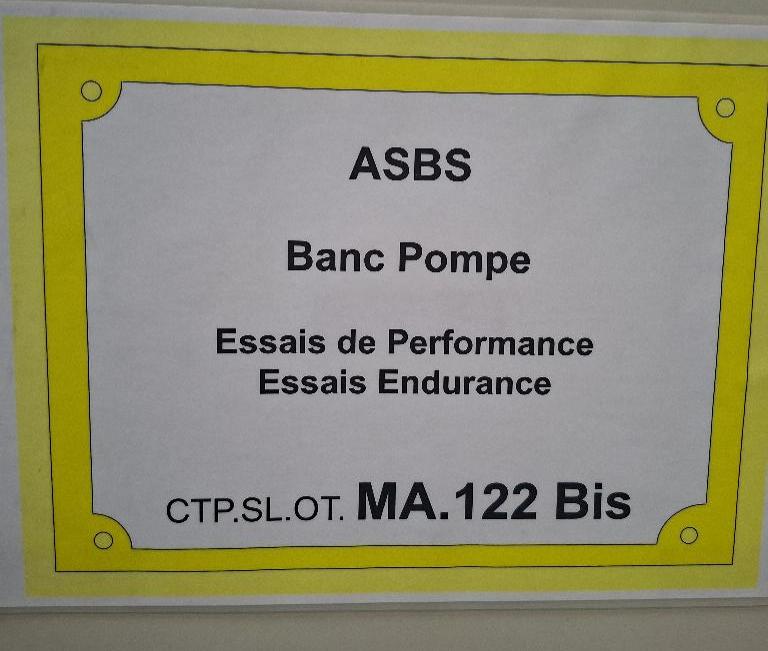 ASBS
Banc Pompe
Essais de Performance
Essais Endurance
CTP.SL.OT. MA.122 Bis